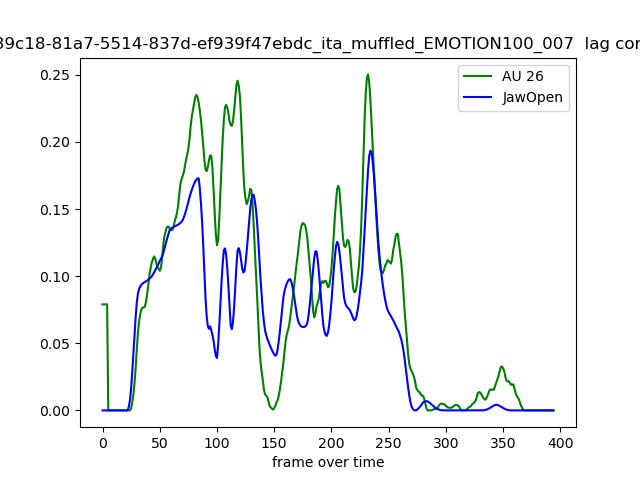 39c18-81a7-5514-837d-ef939f47ebdc_ita_muffled_EMOTION100_007 lag cor
AU 26
JawOpen
0.25
0.20
0.15
0.10
0.05
0.00
0 50 100 150 200 250 300 350 400
frame over time